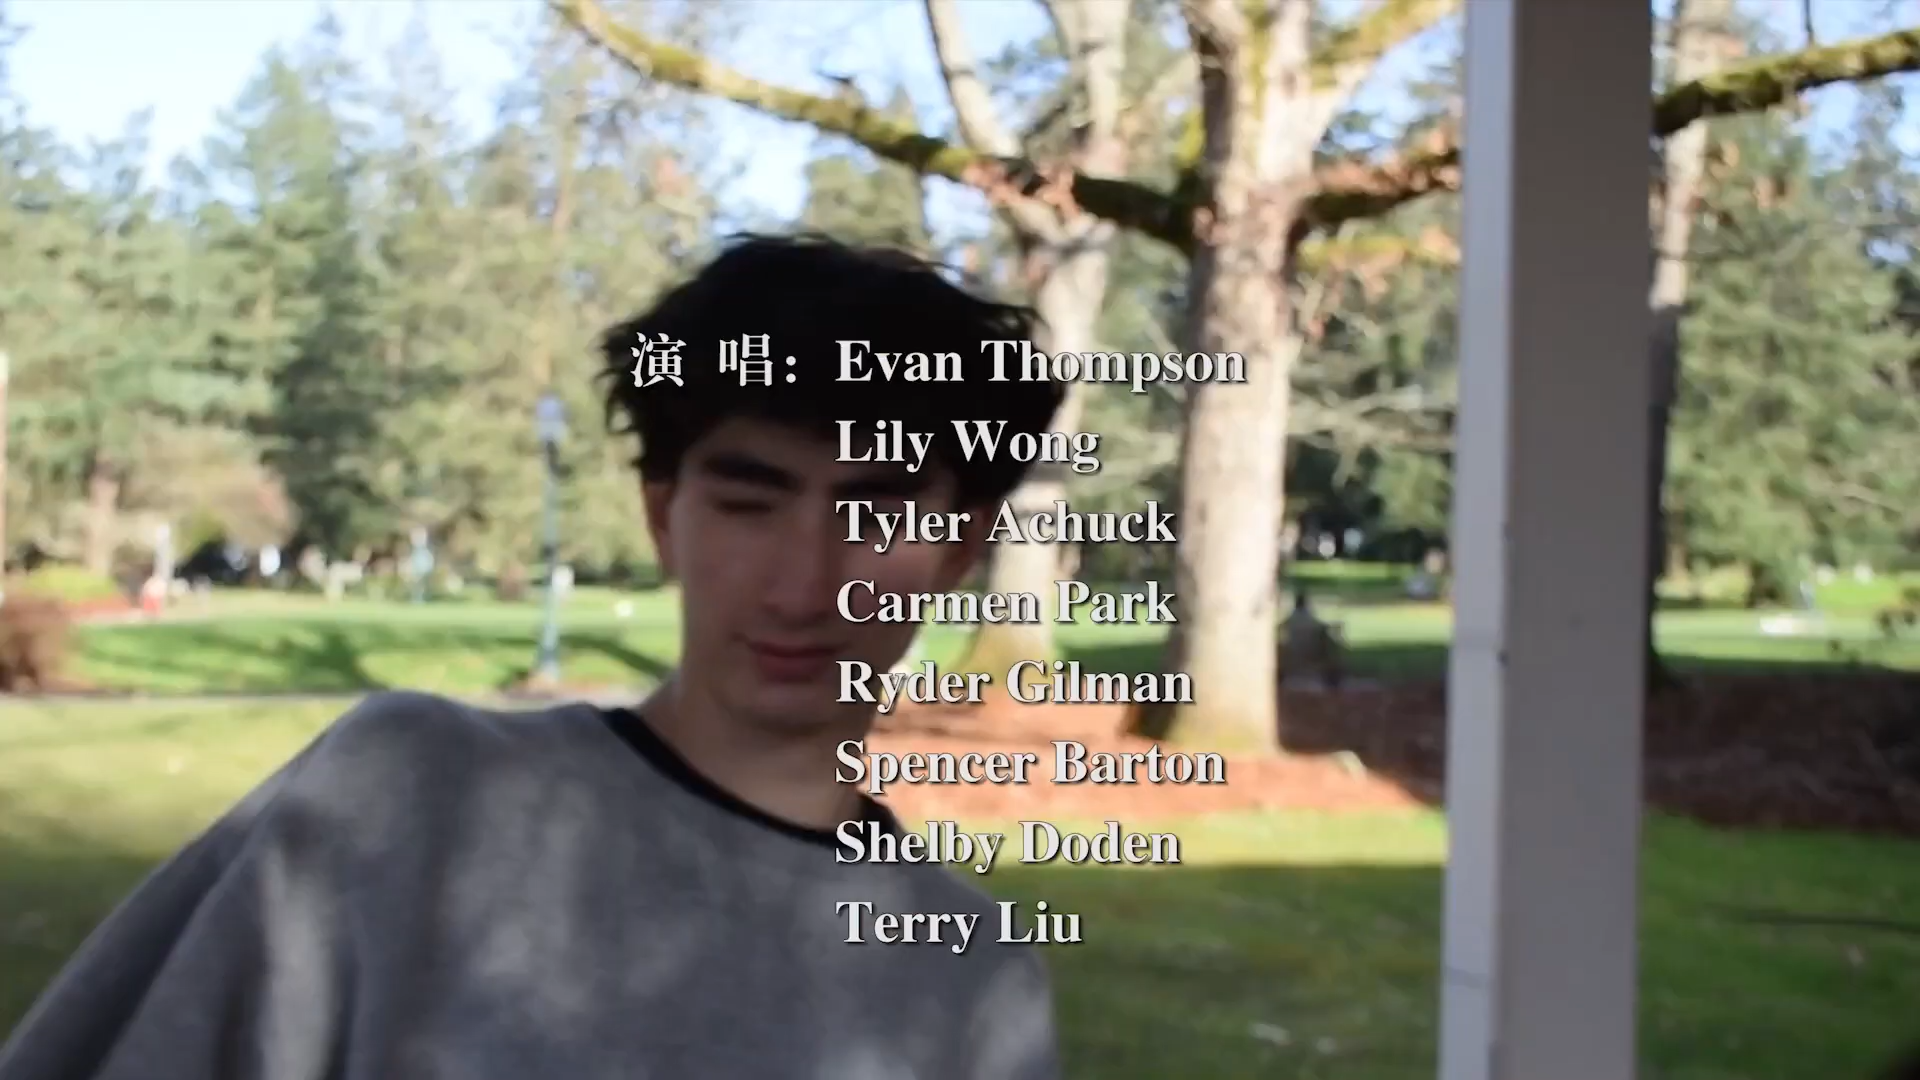 演 唱：Evan Thompson
Lily Wong
Tyler Achuck
Carmen Park
Ryder Gilman
Spencer Barton
Shelby Doden
Terry Liu